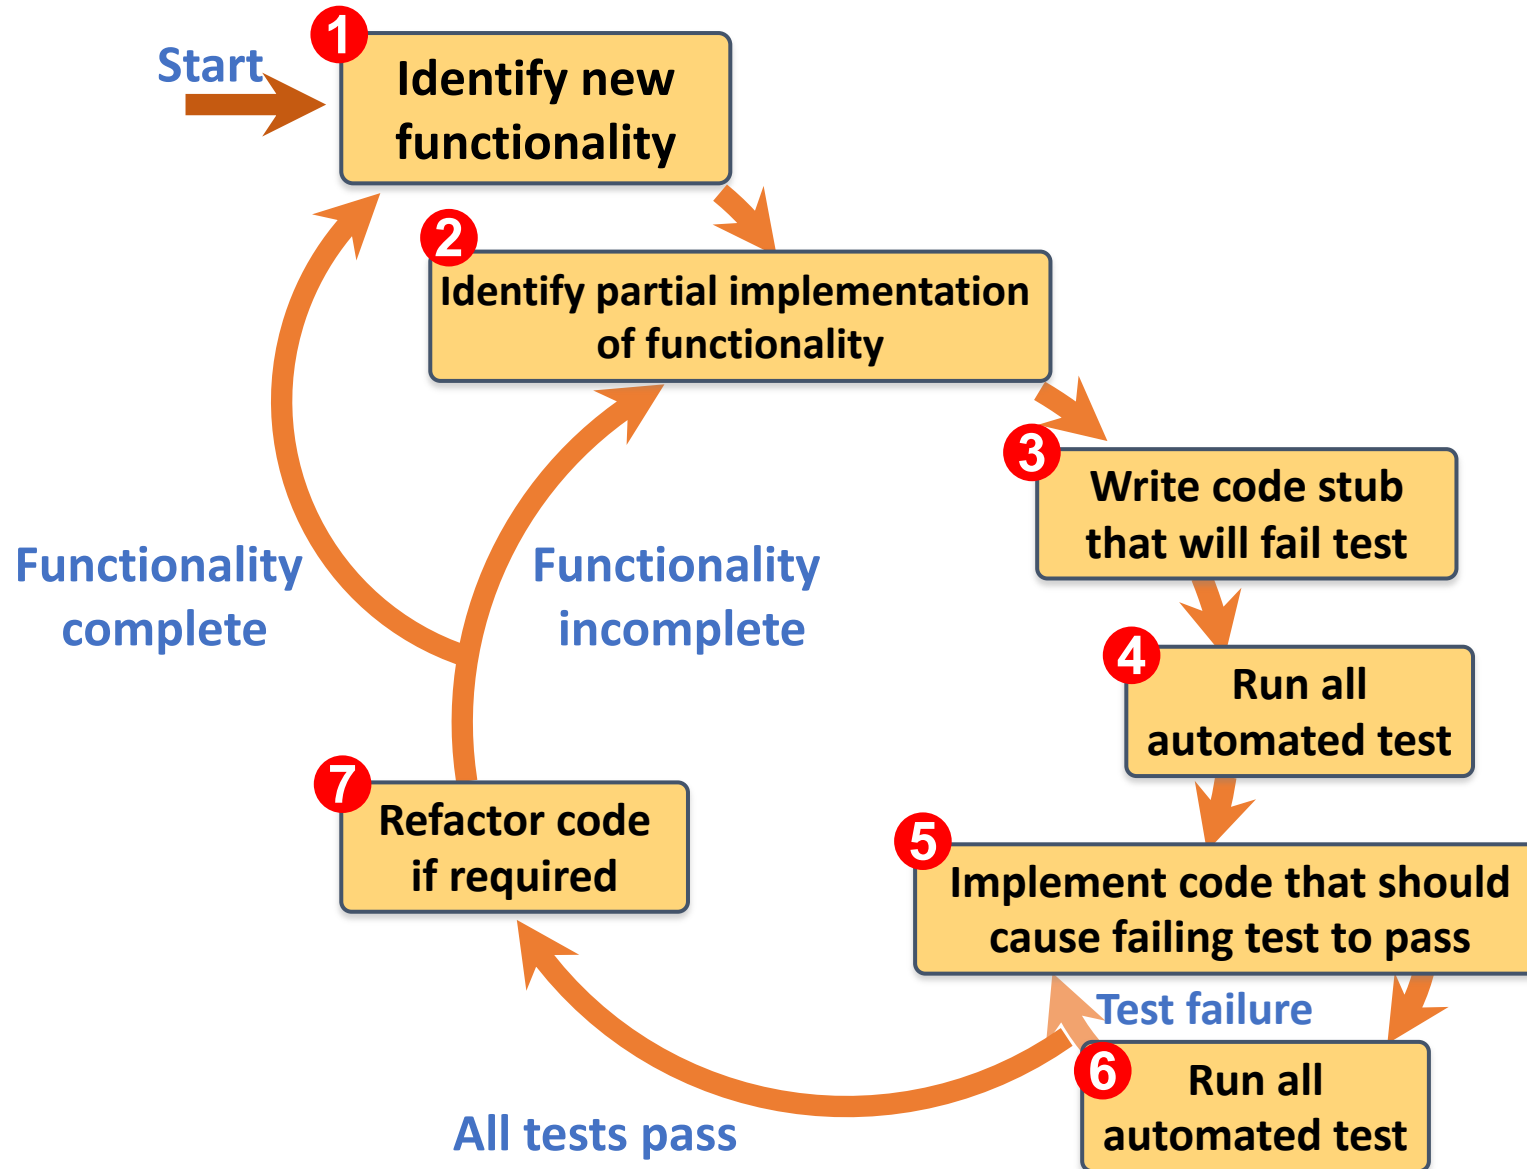 Start
1
Identify new
functionality
2
Identify partial implementation
of functionality
3
Write code stub
that will fail test
4
Run all
automated test
5
Implement code that should
cause failing test to pass
Test failure
6
Run all
automated test
All tests pass
7
Refactor code
if required
Functionality
incomplete
Functionality
complete